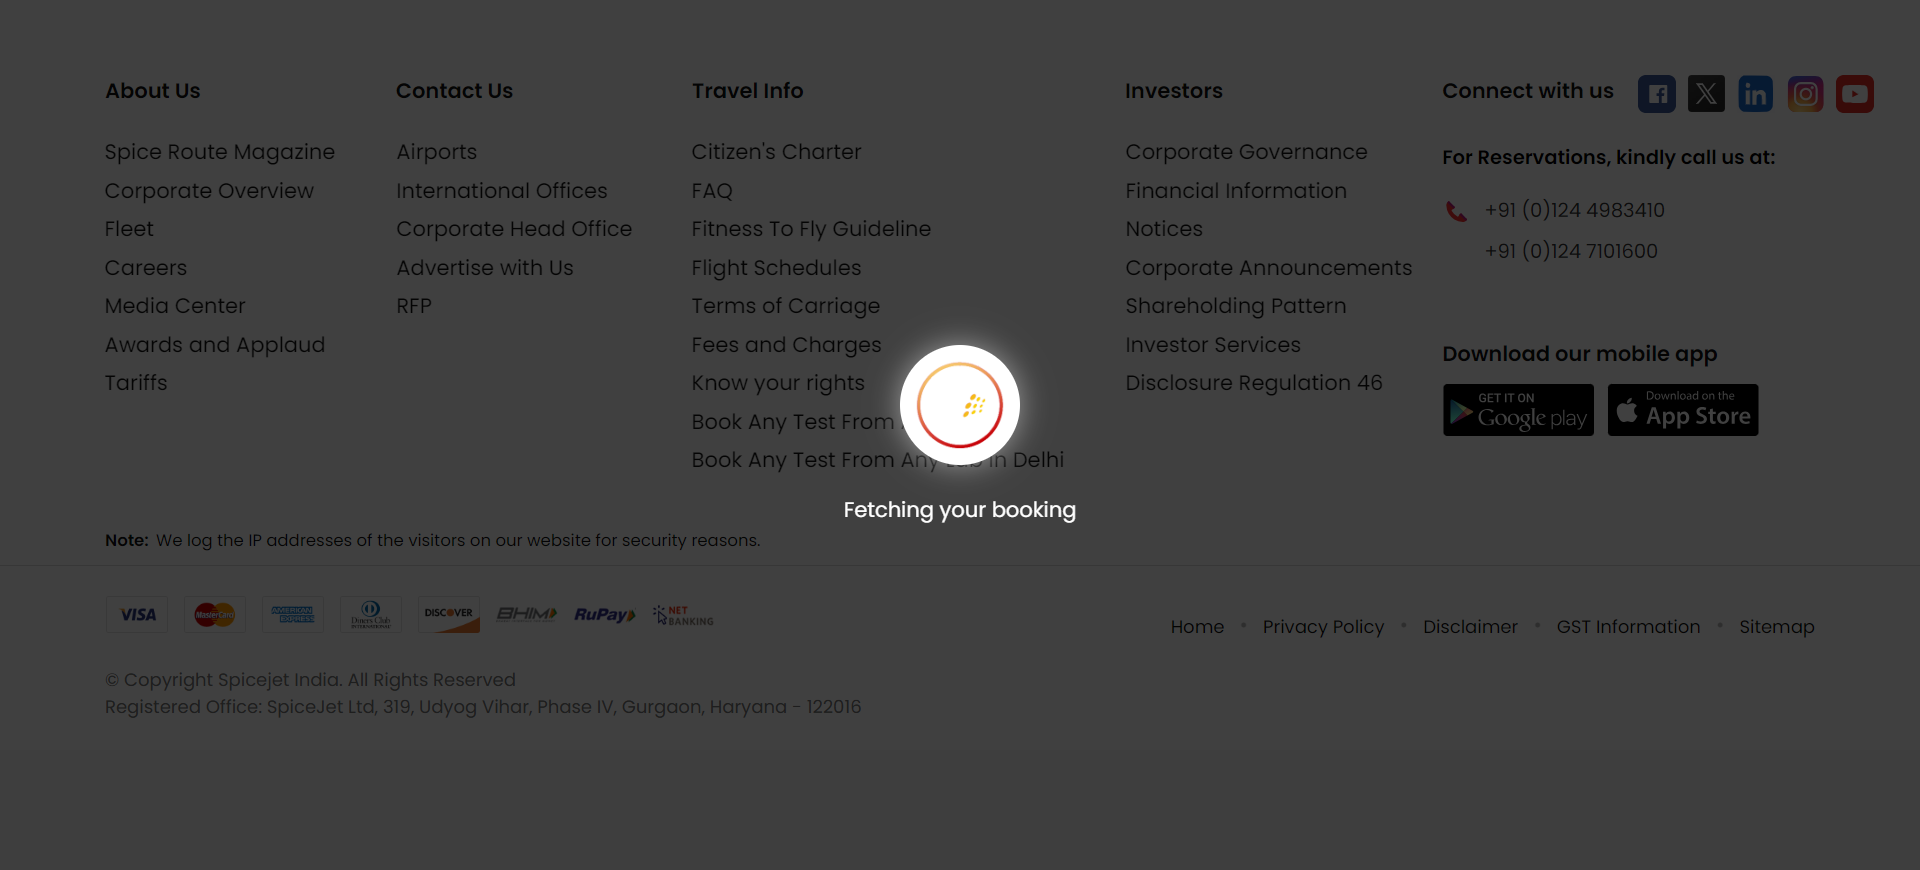 About Us
Spice Route Magazine
Corporate Overview
Fleet
Careers
Media Center
Awards and Applaud
Tariffs
Contact Us
Airports
International Offices
Corporate Head Office
Advertise with Us
RFP
Travel Info
Citizen's Charter
FAQ
Fitness To Fly Guideline
Flight Schedules
Terms of Carriage
Fees and Charges
Know your rights
Book Any Test From
Book Any Test From Any Lab in Delhi
Investors
Corporate Governance
Financial Information
Notices
Corporate Announcements
Shareholding Pattern
Investor Services
Disclosure Regulation 46
Connect with us
For Reservations, kindly call us at:
+91 (0)124 4983410
+91 (0)124 7101600
Download our mobile app
GET IT ON
Google play
Download on the
App Store
Fetching your booking
Note: We log the IP addresses of the visitors on our website for security reasons.
VISA
MasterCard
AMERICAN EXPRESS
Diners Club
INTERNATIONAL
DISCOVER
BHIM
RuPay
NET
BANKING
Home • Privacy Policy • Disclaimer • GST Information • Sitemap
© Copyright Spicejet India. All Rights Reserved
Registered Office: SpiceJet Ltd, 319, Udyog Vihar, Phase IV, Gurgaon, Haryana - 122016